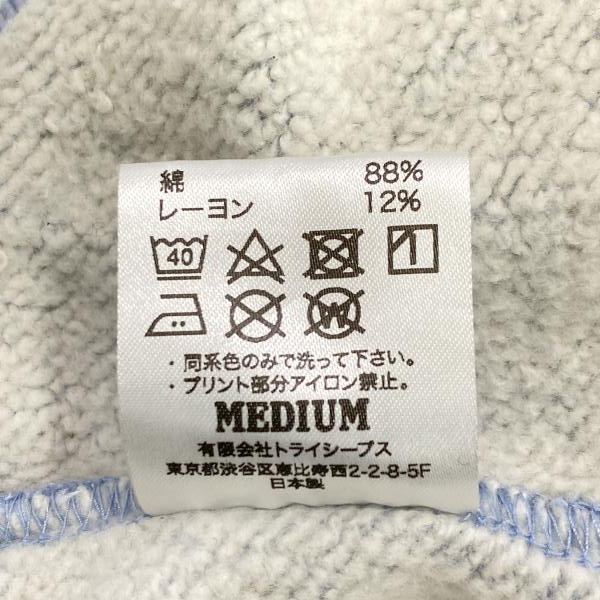 綿 88%
レーヨン 12%
40
W
・同系色のみで洗って下さい。
・プリント部分アイロン禁止。
MEDIUM
有限会社トライシープス
東京都渋谷区恵比寿西2-2-8-5F
日本製